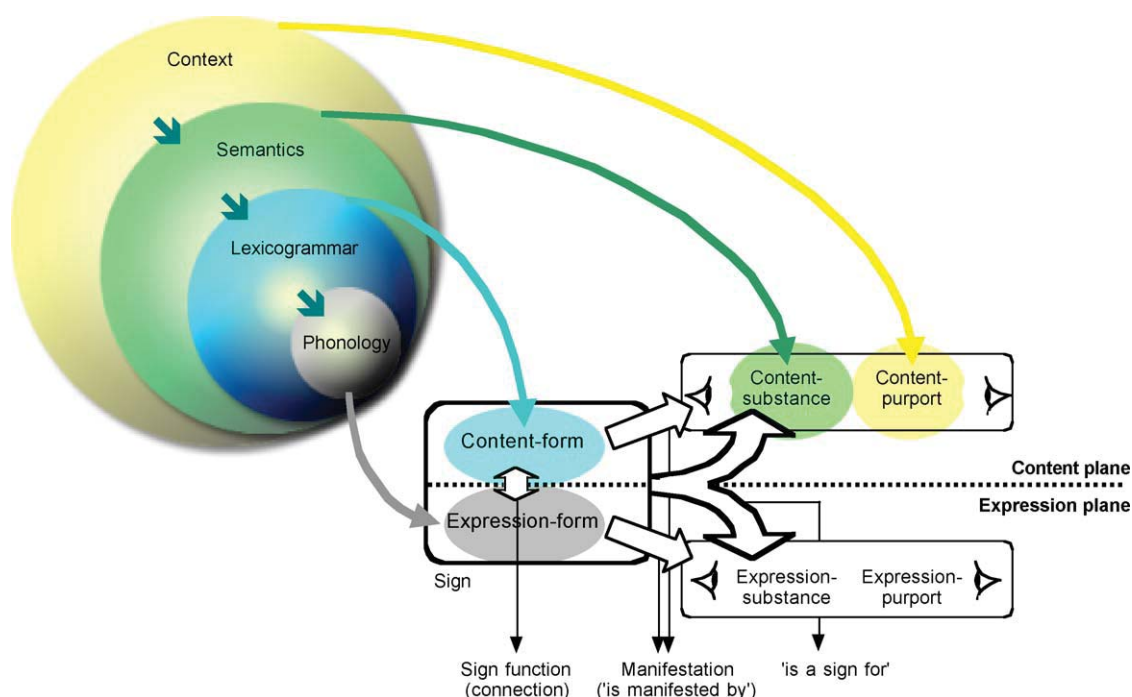 Context
Semantics
Lexicogrammar
Phonology
Content-form
Expression-form
Sign
Content-
substance
Content-
purport
Content plane
Expression plane
Expression-
substance
Expression-
purport
Sign function
(connection)
Manifestation
('is manifested by')
'is a sign for'